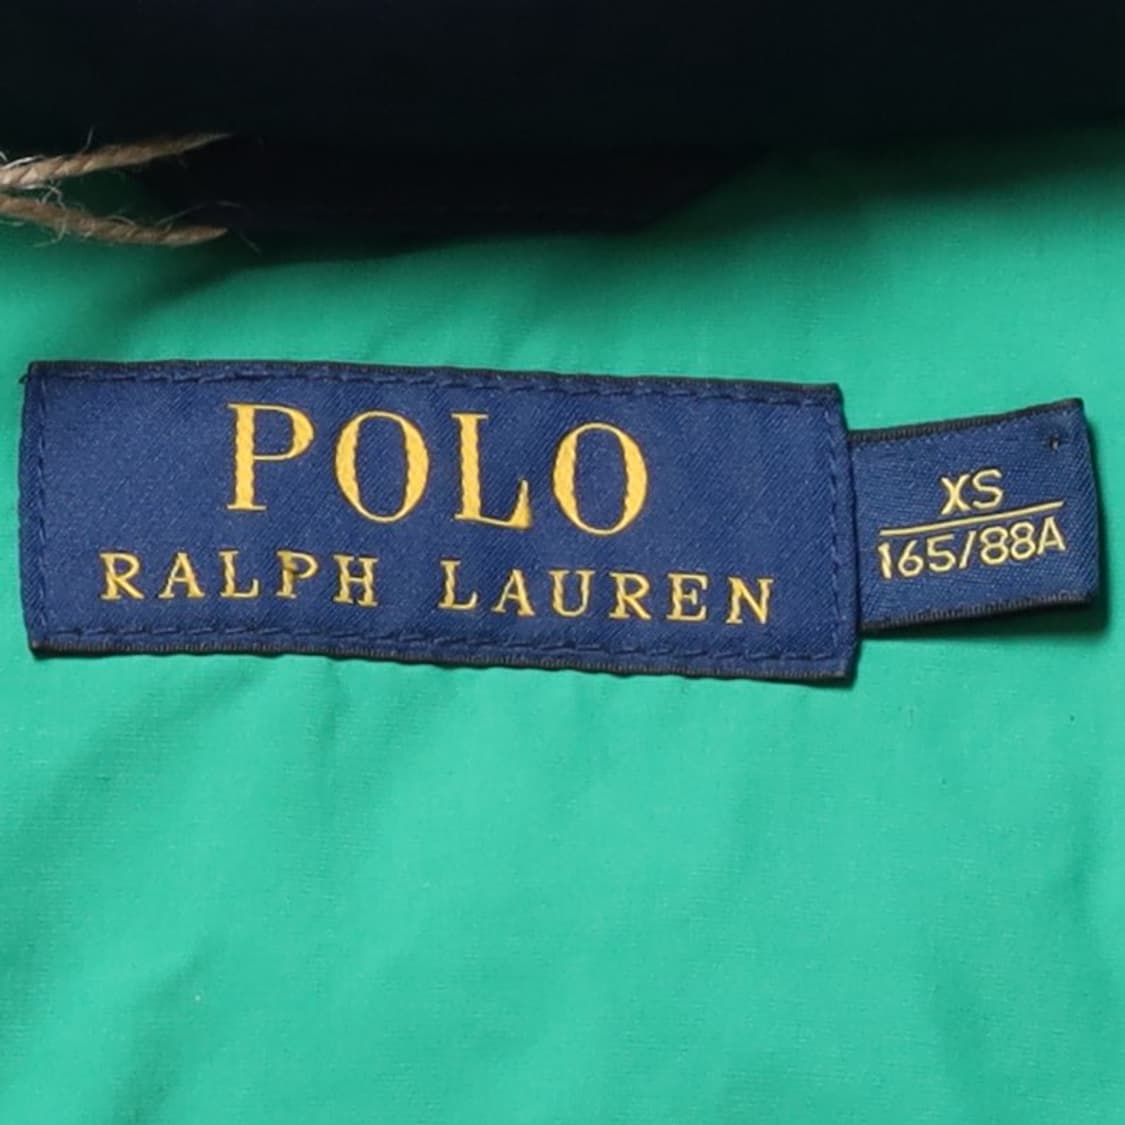 POLO
RALPH LAUREN
XS
165/88A